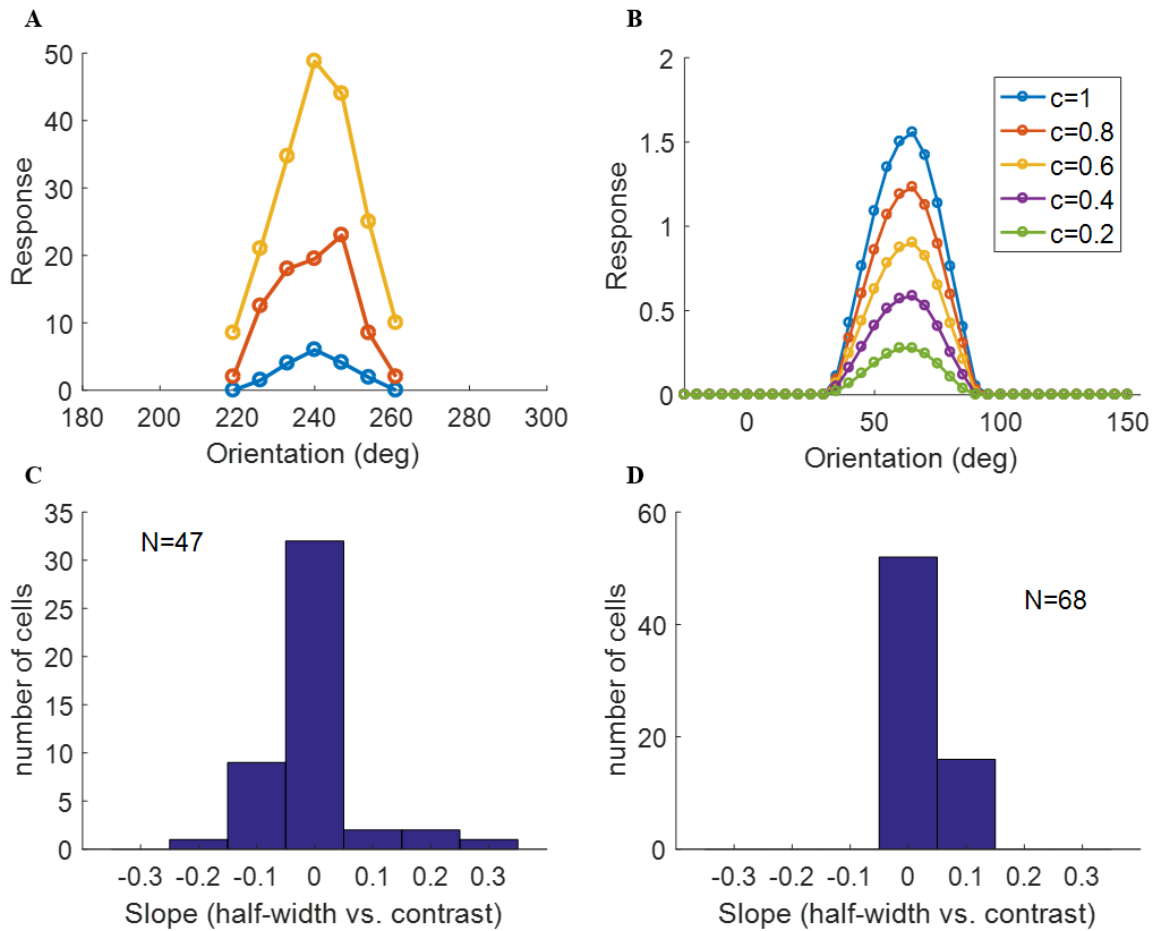 A
50
40
30
20
10
0
Response
180 200 220 240 260 280 300
Orientation (deg)
B
2
1.5
1
0.5
0
Response
c=1
c=0.8
c=0.6
c=0.4
c=0.2
0 50 100 150
Orientation (deg)
C
35
30
25
20
15
10
5
0
number of cells
N=47
-0.3 -0.2 -0.1 0 0.1 0.2 0.3
Slope (half-width vs. contrast)
D
60
40
20
0
number of cells
N=68
-0.3 -0.2 -0.1 0 0.1 0.2 0.3
Slope (half-width vs. contrast)